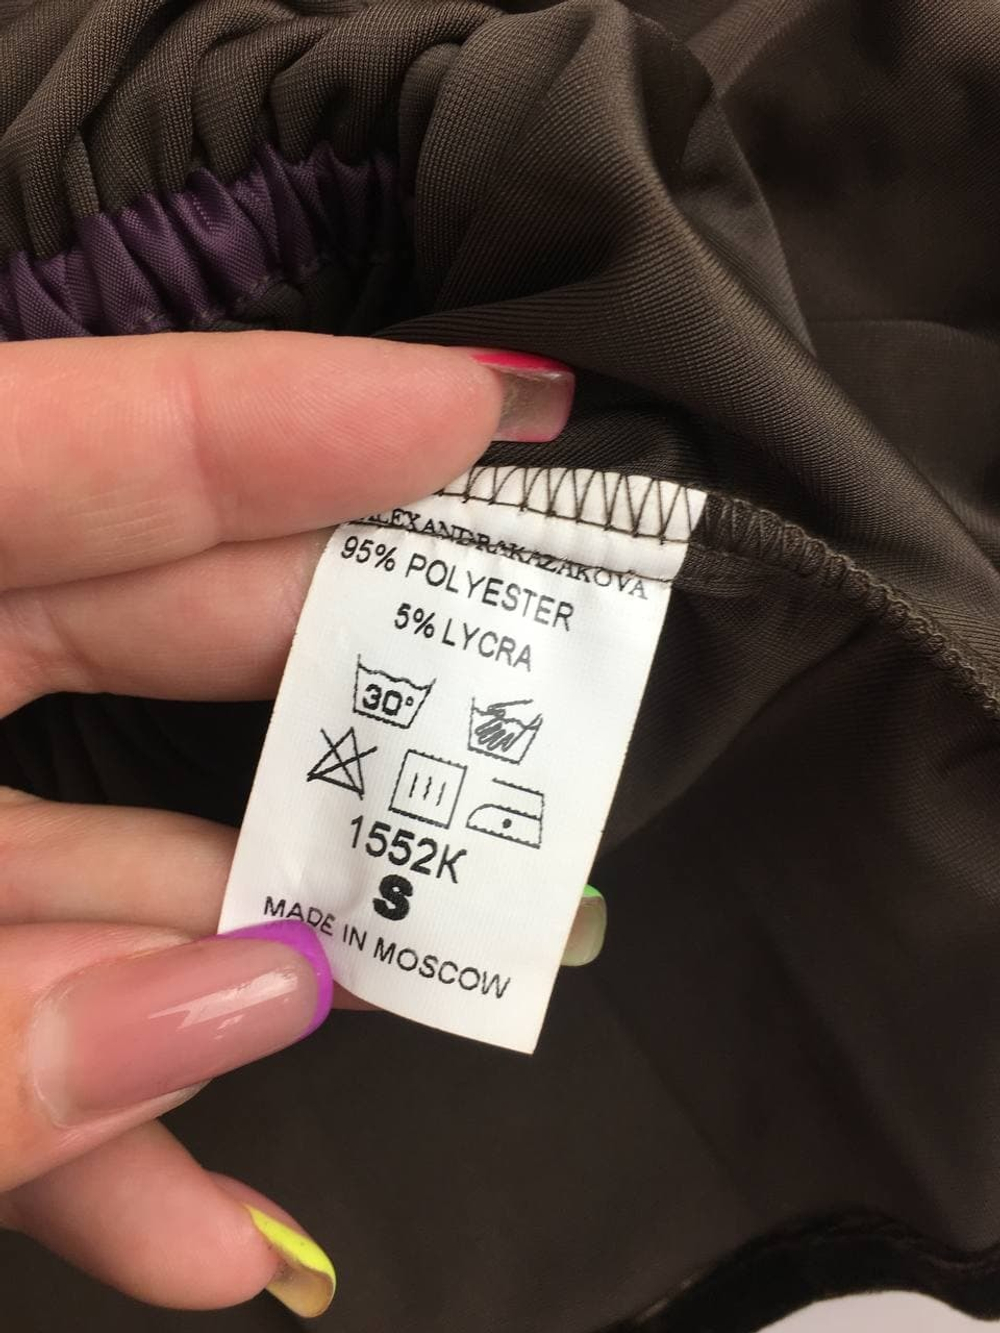 ALEXANDRAKAZAKOVA
95% POLYESTER
5% LYCRA
30°
1552K
S
MADE IN MOSCOW